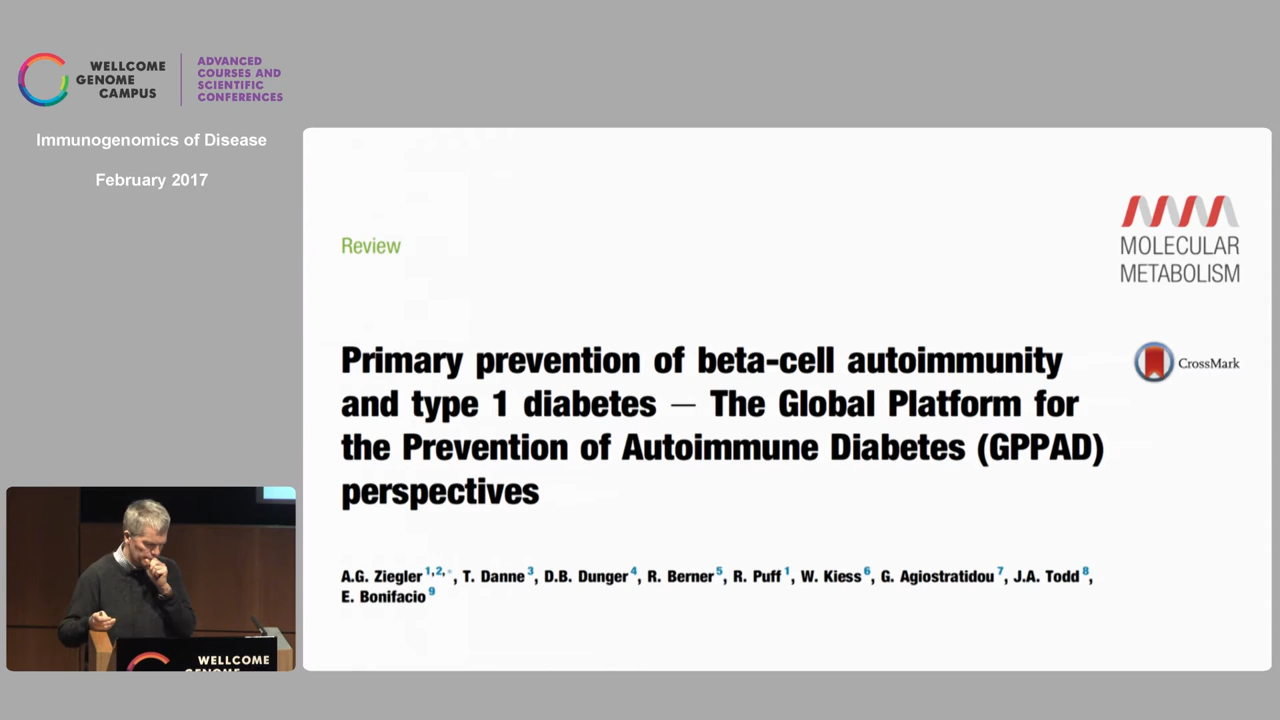 WELLCOME
GENOME
CAMPUS
ADVANCED
COURSES AND
SCIENTIFIC
CONFERENCES
Immunogenomics of Disease
February 2017
Review
MOLECULAR
METABOLISM
Primary prevention of beta-cell autoimmunity
and type 1 diabetes — The Global Platform for
the Prevention of Autoimmune Diabetes (GPPAD)
perspectives
CrossMark
A.G. Ziegler 1,2,*, T. Danne 3, D.B. Dunger 4, R. Berner 5, R. Puff 1, W. Kiess 6, G. Agiostratidou 7, J.A. Todd 8,
E. Bonifacio 9
WELLCOME
GENOME